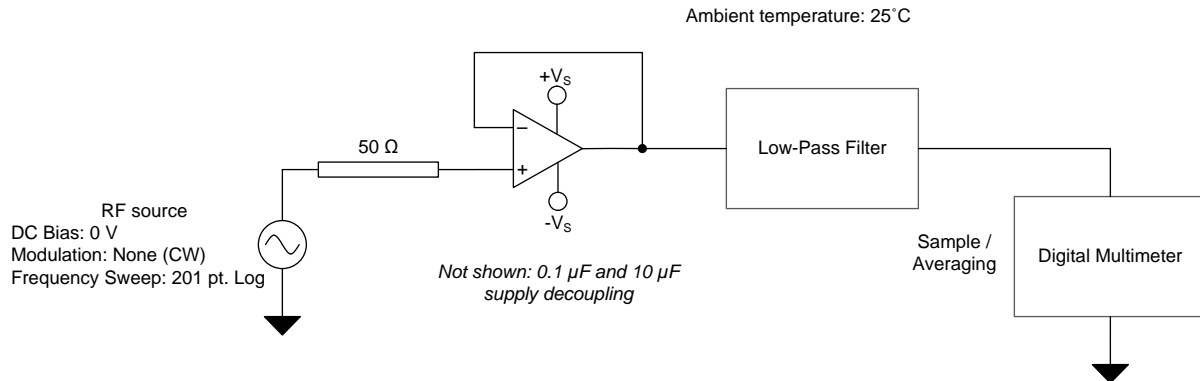 Ambient temperature: 25˚C
+VS
−
50 Ω
+
Low-Pass Filter
-VS
RF source
DC Bias: 0 V
Modulation: None (CW)
Frequency Sweep: 201 pt. Log
Not shown: 0.1 µF and 10 µF
supply decoupling
Sample /
Averaging
Digital Multimeter